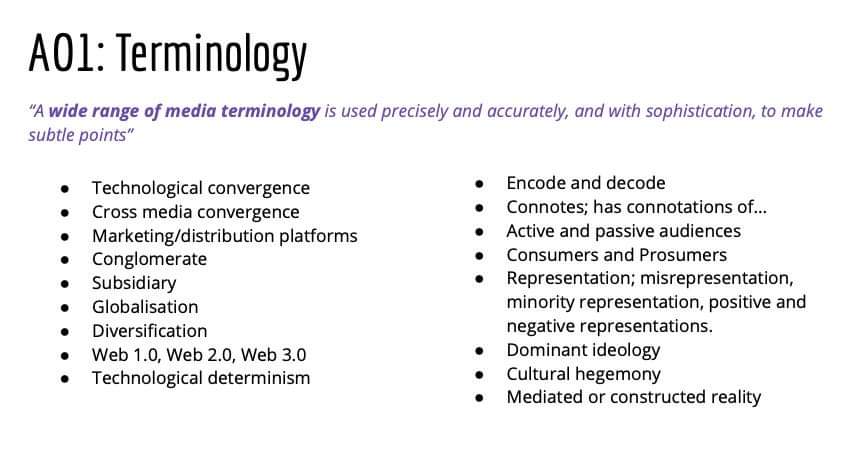 AO1: Terminology
“A wide range of media terminology is used precisely and accurately, and with sophistication, to make
subtle points”
● Technological convergence
● Cross media convergence
● Marketing/distribution platforms
● Conglomerate
● Subsidiary
● Globalisation
● Diversification
● Web 1.0, Web 2.0, Web 3.0
● Technological determinism
● Encode and decode
● Connotes; has connotations of...
● Active and passive audiences
● Consumers and Prosumers
● Representation; misrepresentation,
minority representation, positive and
negative representations.
● Dominant ideology
● Cultural hegemony
● Mediated or constructed reality